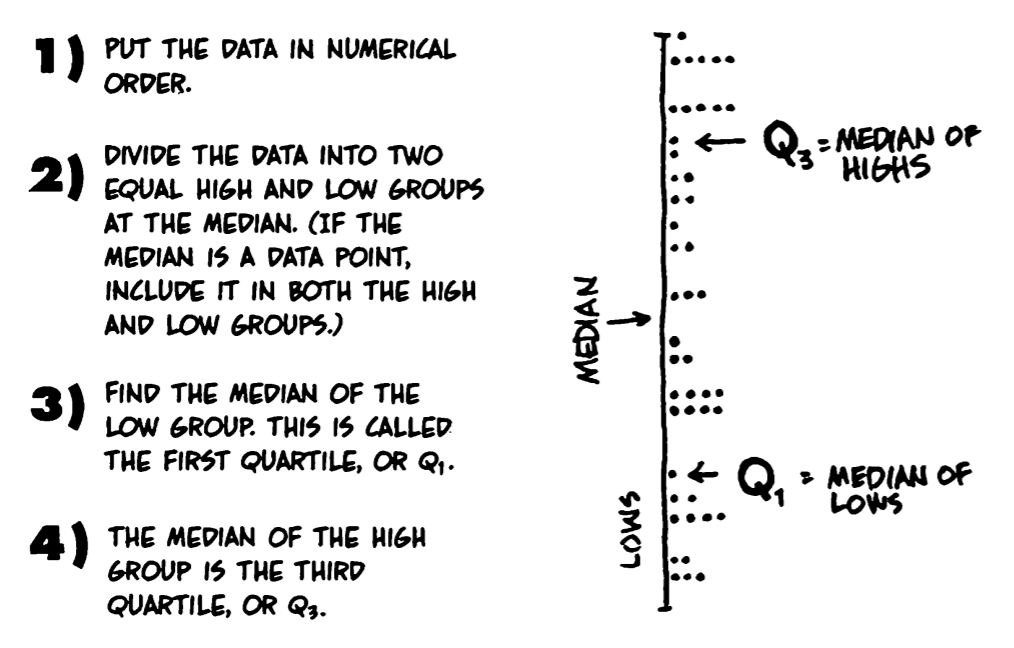 1) PUT THE DATA IN NUMERICAL
ORDER.
2) DIVIDE THE DATA INTO TWO
EQUAL HIGH AND LOW GROUPS
AT THE MEDIAN. (IF THE
MEDIAN IS A DATA POINT,
INCLUDE IT IN BOTH THE HIGH
AND LOW GROUPS.)
3) FIND THE MEDIAN OF THE
LOW GROUP. THIS IS CALLED
THE FIRST QUARTILE, OR Q₁.
4) THE MEDIAN OF THE HIGH
GROUP IS THE THIRD
QUARTILE, OR Q₃.
Q₃ = MEDIAN OF
HIGHS
MEDIAN
Q₁ = MEDIAN OF
LOWS
LOWS